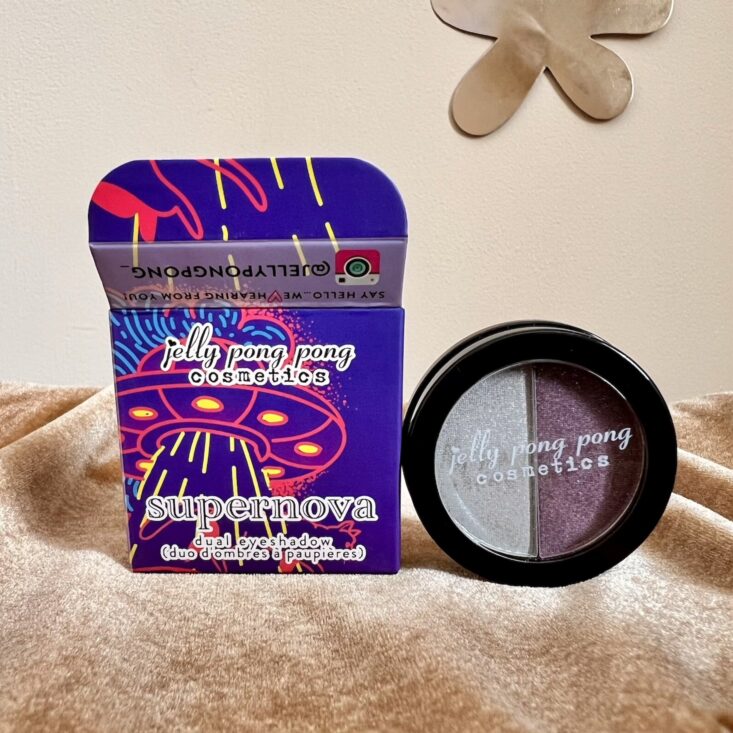 @JELLYPONGPONG_
SAY HELLO...WE HEARING FROM YOU!
jelly pong pong
cosmetics
supernova
dual eyeshadow
(duo d'ombres à paupières)
jelly pong pong
cosmetics